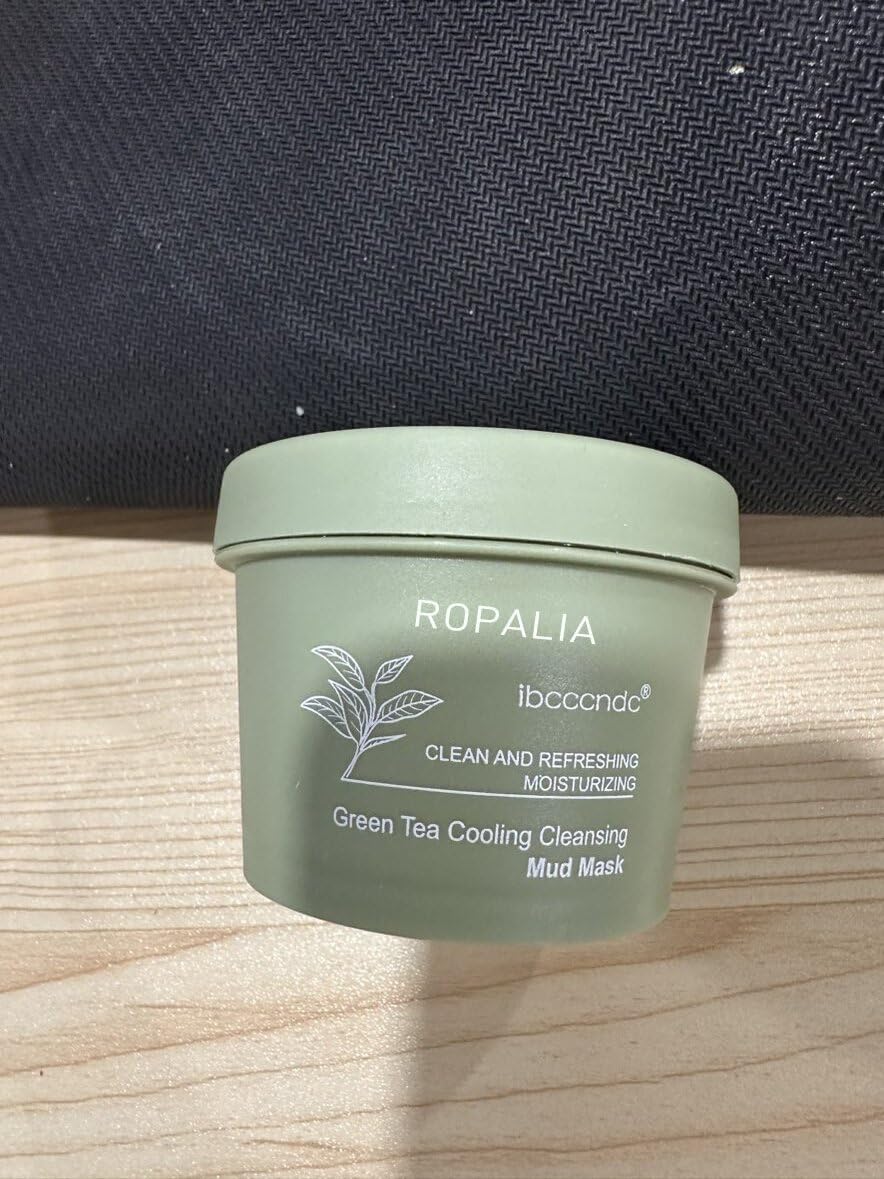 ROPALIA
ibcccndc®
CLEAN AND REFRESHING
MOISTURIZING
Green Tea Cooling Cleansing
Mud Mask